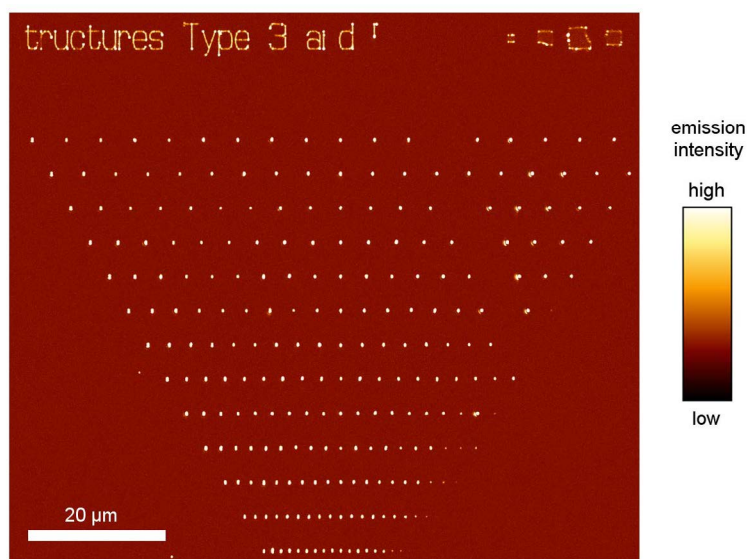 tructures Type 3 a d
emission
intensity
high
low
20 µm